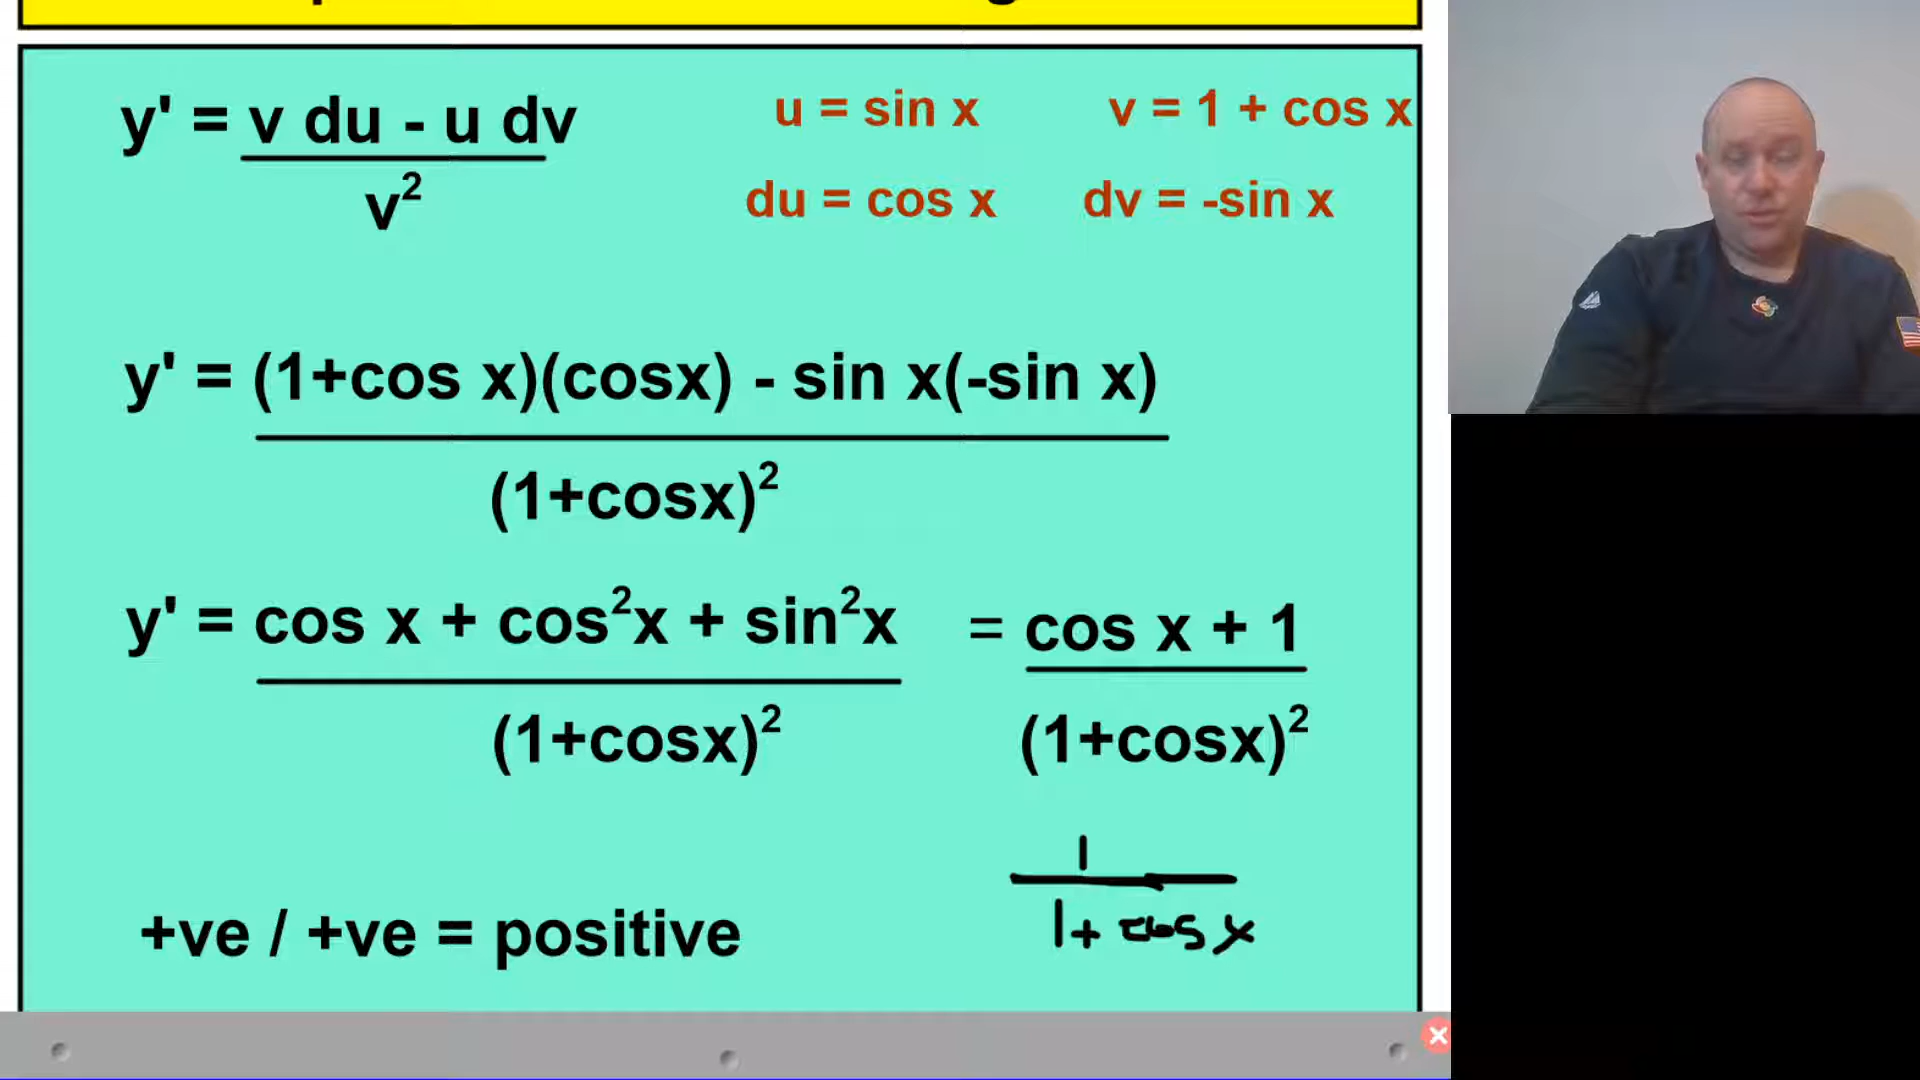 y' = v du - u dv
v²
u = sin x
v = 1 + cos x
du = cos x
dv = -sin x
y' = (1+cos x)(cosx) - sin x(-sin x)
(1+cosx)²
y' = cos x + cos²x + sin²x
(1+cosx)²
= cos x + 1
(1+cosx)²
1
1 + cos x
+ve / +ve = positive